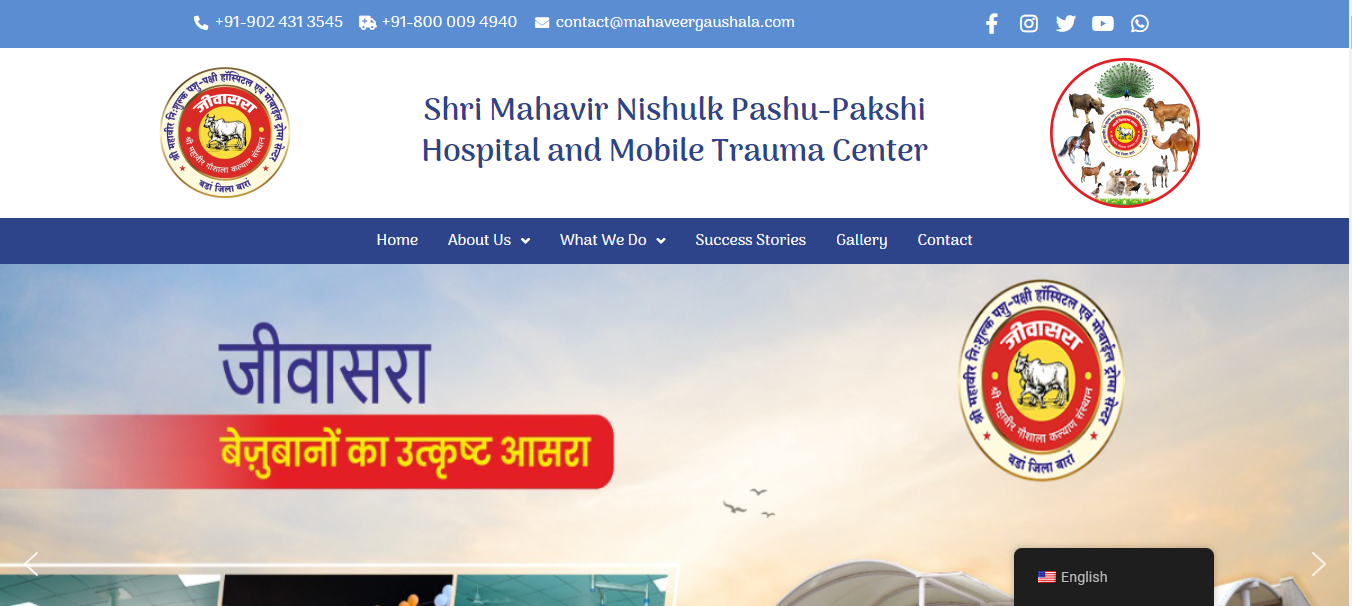 +91-902 431 3545 +91-800 009 4940 contact@mahaveergaushala.com
श्री महावीर निःशुल्क पशु-पक्षी हॉस्पिटल एवं मोबाईल ट्रोमा सेन्टर
जीवासरा
श्री महावीर गौशाला कल्याण संस्थान
बडां जिला बारां
Shri Mahavir Nishulk Pashu-Pakshi
Hospital and Mobile Trauma Center
Home About Us What We Do Success Stories Gallery Contact
जीवासरा
बेज़ुबानों का उत्कृष्ट आसरा
श्री महावीर निःशुल्क पशु-पक्षी हॉस्पिटल एवं मोबाईल ट्रोमा सेन्टर
जीवासरा
श्री महावीर गौशाला कल्याण संस्थान
बडां जिला बारां
English